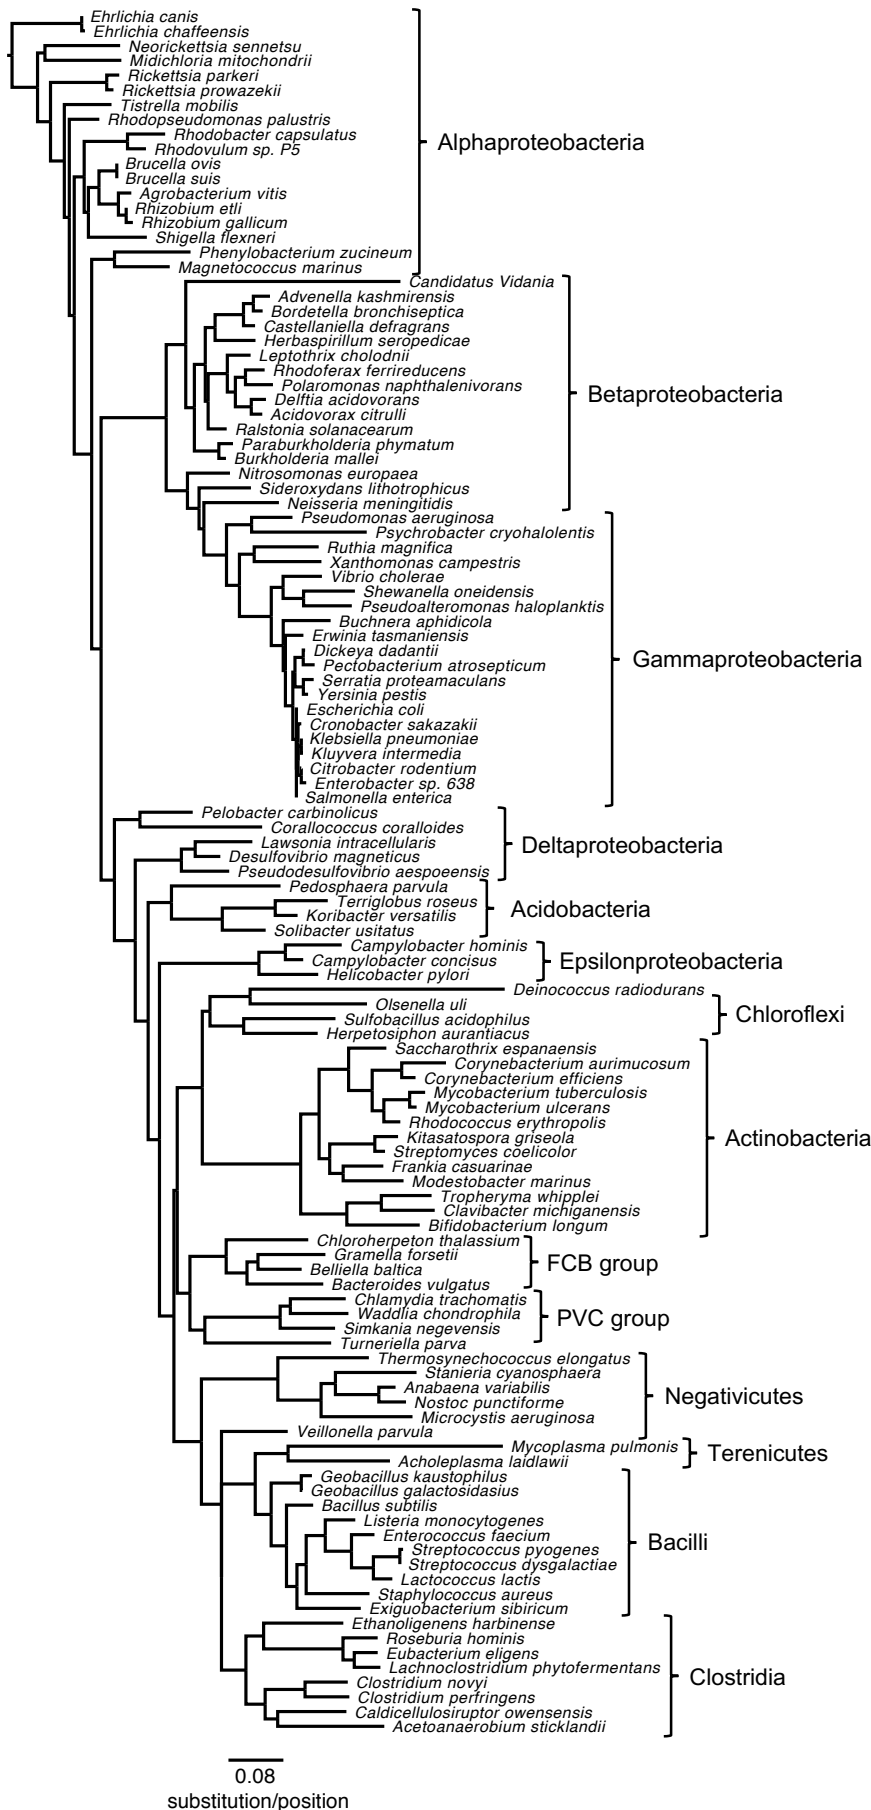 Ehrlichia canis
Ehrlichia chaffeensis
Neorickettsia sennetsu
Midichloria mitochondrii
Rickettsia parkeri
Rickettsia prowazekii
Tistrella mobilis
Rhodopseudomonas palustris
Rhodobacter capsulatus
Alphaproteobacteria
Rhodovulum sp. P5
Brucella ovis
Brucella suis
Agrobacterium vitis
Rhizobium etli
Rhizobium gallicum
Shigella flexneri
Phenylobacterium zucineum
Magnetococcus marinus
Candidatus Vidania
Advenella kashmirensis
Bordetella bronchiseptica
Castellaniella defragrans
Herbaspirillum seropedicae
Leptothrix cholodnii
Rhodoferax ferrireducens
Polaromonas naphthalenivorans
Betaproteobacteria
Delftia acidovorans
Acidovorax citrulli
Ralstonia solanacearum
Paraburkholderia phymatum
Burkholderia mallei
Nitrosomonas europaea
Sideroxydans lithotrophicus
Neisseria meningitidis
Pseudomonas aeruginosa
Psychrobacter cryohalolentis
Ruthia magnifica
Xanthomonas campestris
Vibrio cholerae
Shewanella oneidensis
Pseudoalteromonas haloplanktis
Buchnera aphidicola
Erwinia tasmaniensis
Dickeya dadantii
Gammaproteobacteria
Pectobacterium atrosepticum
Serratia proteamaculans
Yersinia pestis
Escherichia coli
Cronobacter sakazakii
Klebsiella pneumoniae
Kluyvera intermedia
Citrobacter rodentium
Enterobacter sp. 638
Salmonella enterica
Pelobacter carbinolicus
Corallococcus coralloides
Lawsonia intracellularis
Deltaproteobacteria
Desulfovibrio magneticus
Pseudodesulfovibrio aespoeensis
Pedosphaera parvula
Terriglobus roseus
Acidobacteria
Koribacter versatilis
Solibacter usitatus
Campylobacter hominis
Campylobacter concisus
Epsilonproteobacteria
Helicobacter pylori
Deinococcus radiodurans
Olsenella uli
Chloroflexi
Sulfobacillus acidophilus
Herpetosiphon aurantiacus
Saccharothrix espanaensis
Corynebacterium aurimucosum
Corynebacterium efficiens
Mycobacterium tuberculosis
Mycobacterium ulcerans
Rhodococcus erythropolis
Kitasatospora griseola
Actinobacteria
Streptomyces coelicolor
Frankia casuarinae
Modestobacter marinus
Tropheryma whipplei
Clavibacter michiganensis
Bifidobacterium longum
Chloroherpeton thalassium
Gramella forsetii
FCB group
Belliella baltica
Bacteroides vulgatus
Chlamydia trachomatis
Waddlia chondrophila
PVC group
Simkania negevensis
Turneriella parva
Thermosynechococcus elongatus
Stanieria cyanosphaera
Anabaena variabilis
Negativicutes
Nostoc punctiforme
Microcystis aeruginosa
Veillonella parvula
Mycoplasma pulmonis
Terenicutes
Acholeplasma laidlawii
Geobacillus kaustophilus
Geobacillus galactosidasius
Bacillus subtilis
Listeria monocytogenes
Enterococcus faecium
Bacilli
Streptococcus pyogenes
Streptococcus dysgalactiae
Lactococcus lactis
Staphylococcus aureus
Exiguobacterium sibiricum
Ethanoligenens harbinense
Roseburia hominis
Eubacterium eligens
Lachnoclostridium phytofermentans
Clostridia
Clostridium novyi
Clostridium perfringens
Caldicellulosiruptor owensensis
Acetoanaerobium sticklandii
0.08
substitution/position